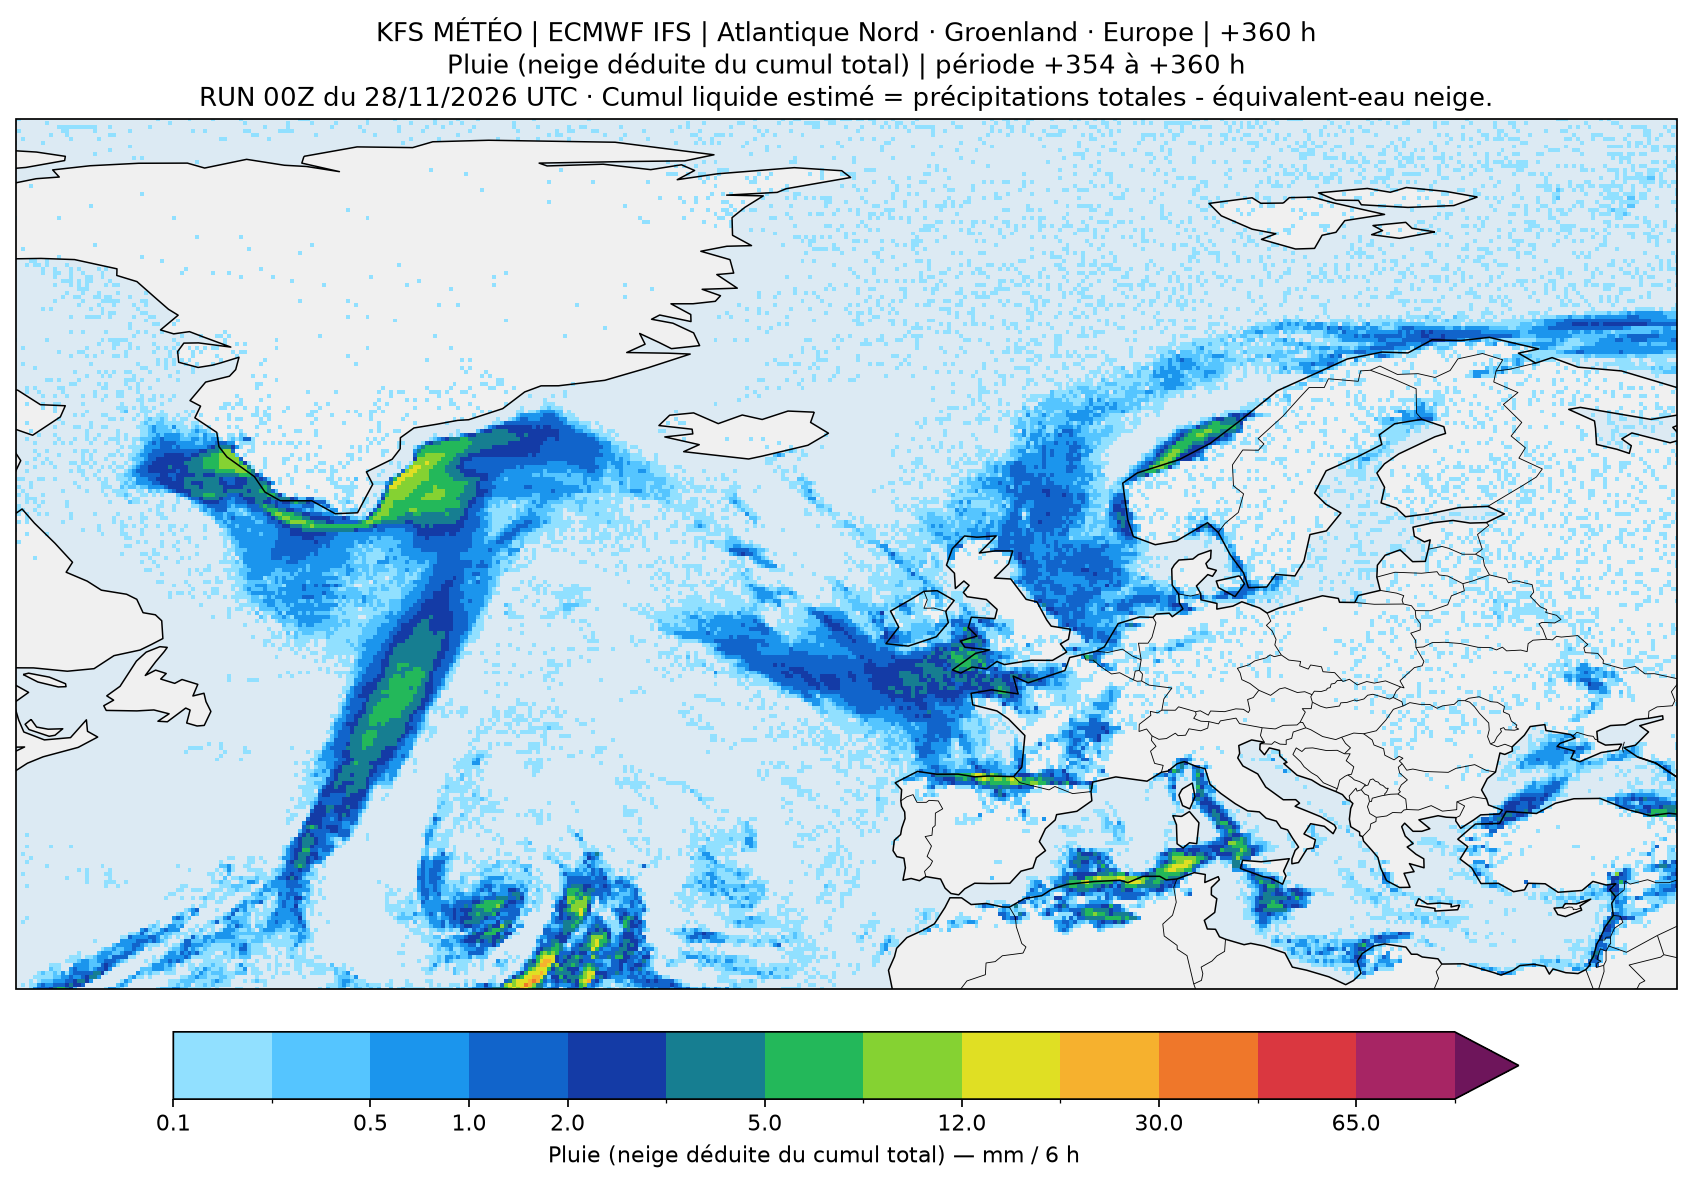 KFS MÉTÉO | ECMWF IFS | Atlantique Nord · Groenland · Europe | +360 h
Pluie (neige déduite du cumul total) | période +354 à +360 h
RUN 00Z du 28/11/2026 UTC · Cumul liquide estimé = précipitations totales - équivalent-eau neige.
0.1 0.5 1.0 2.0 5.0 12.0 30.0 65.0
Pluie (neige déduite du cumul total) — mm / 6 h